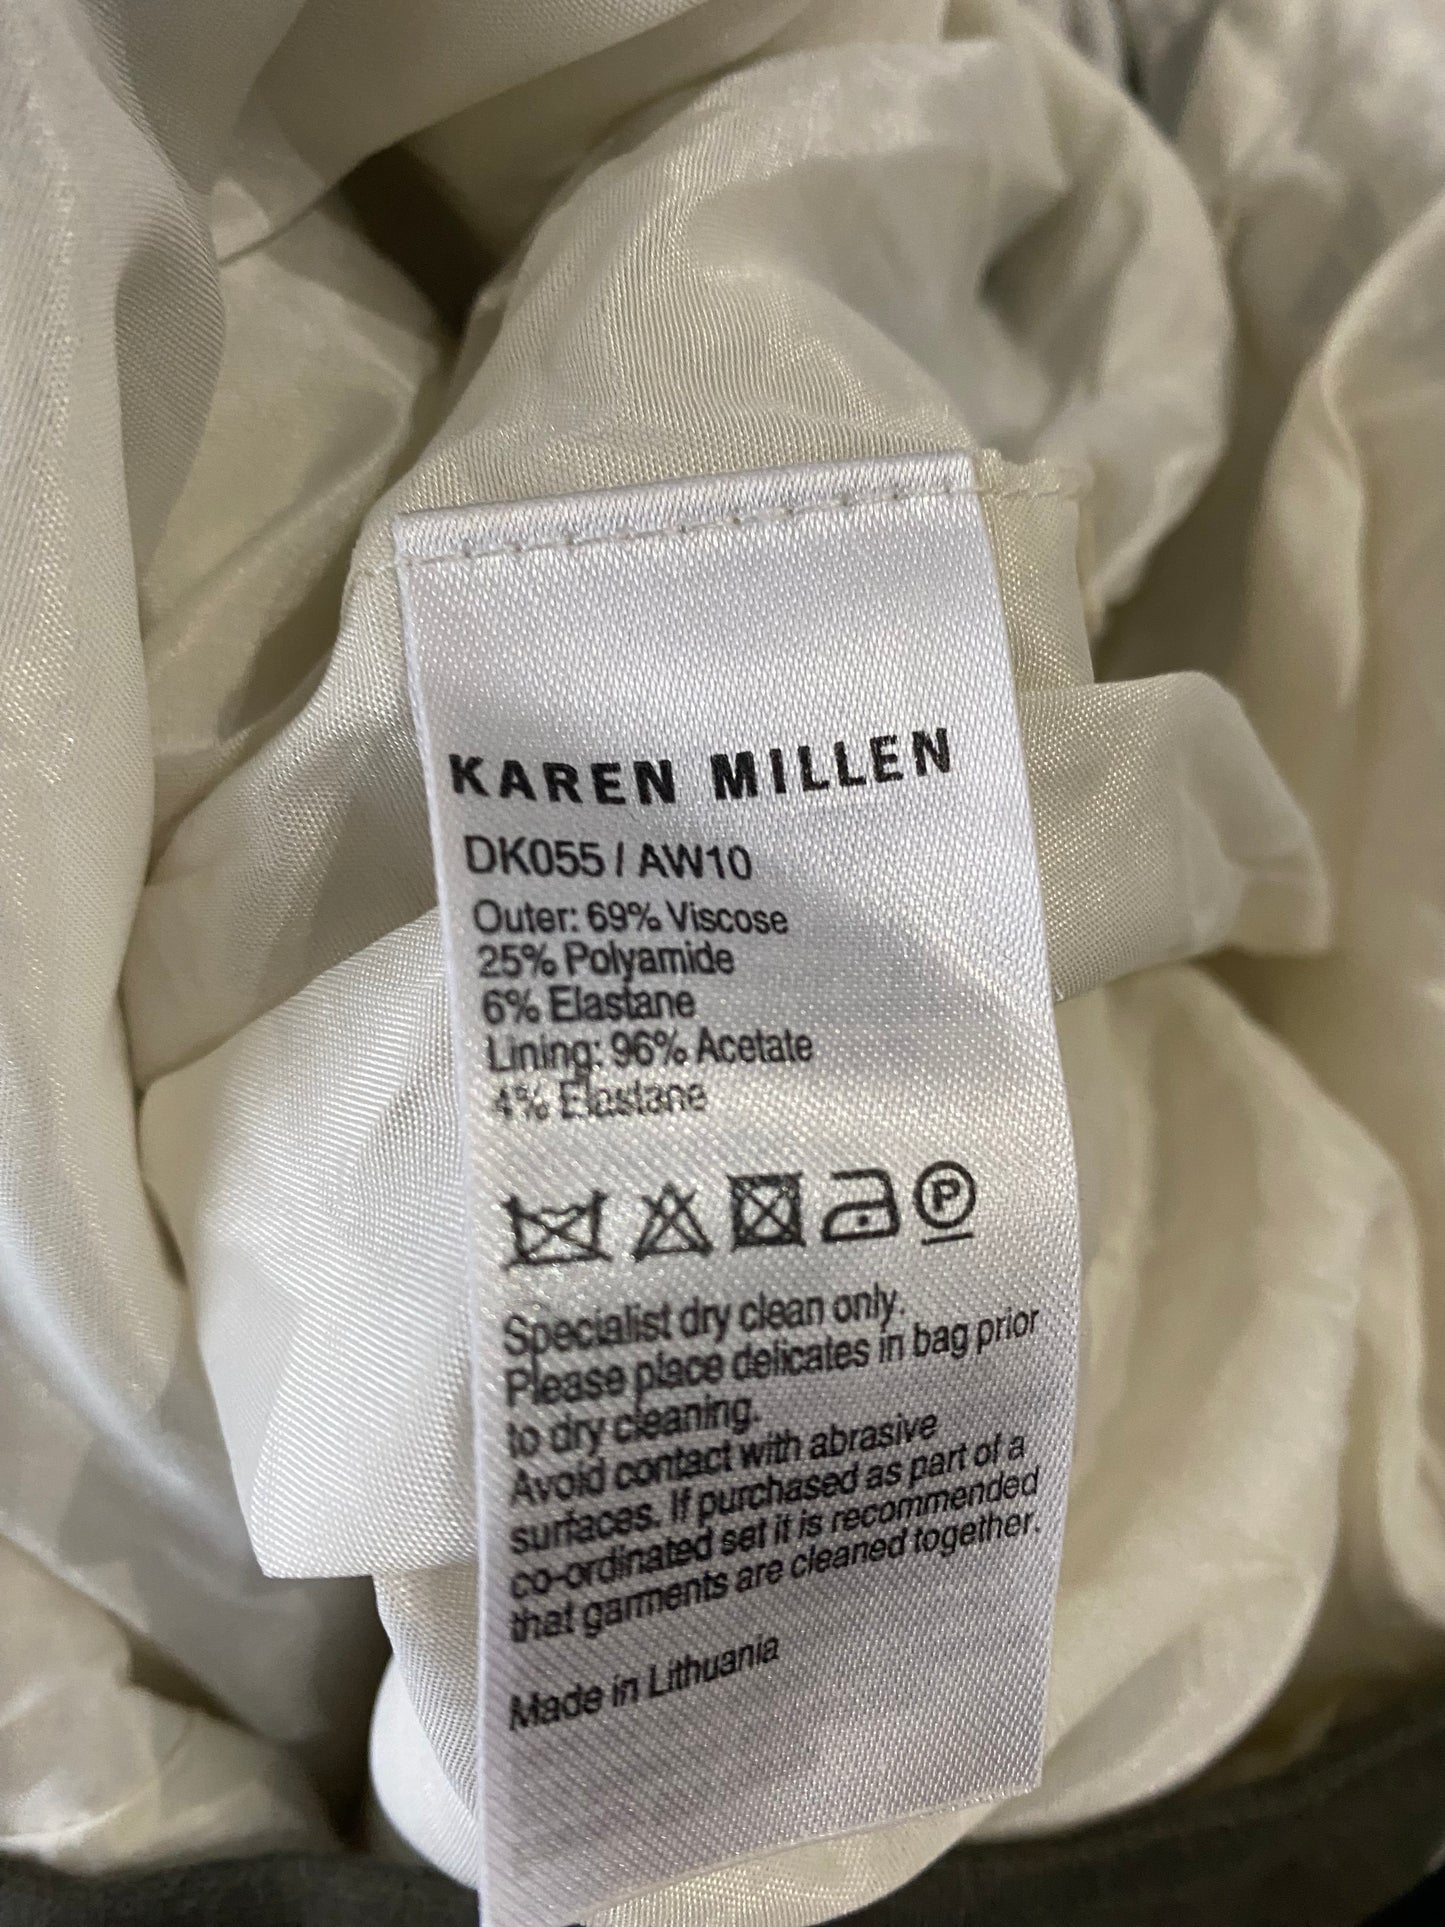 KAREN MILLEN
DK055 / AW10
Outer: 69% Viscose
25% Polyamide
6% Elastane
Lining: 96% Acetate
4% Elastane
P
Specialist dry clean only.
Please place delicates in bag prior
to dry cleaning.
Avoid contact with abrasive
surfaces. If purchased as part of a
co-ordinated set it is recommended
that garments are cleaned together.
Made in Lithuania